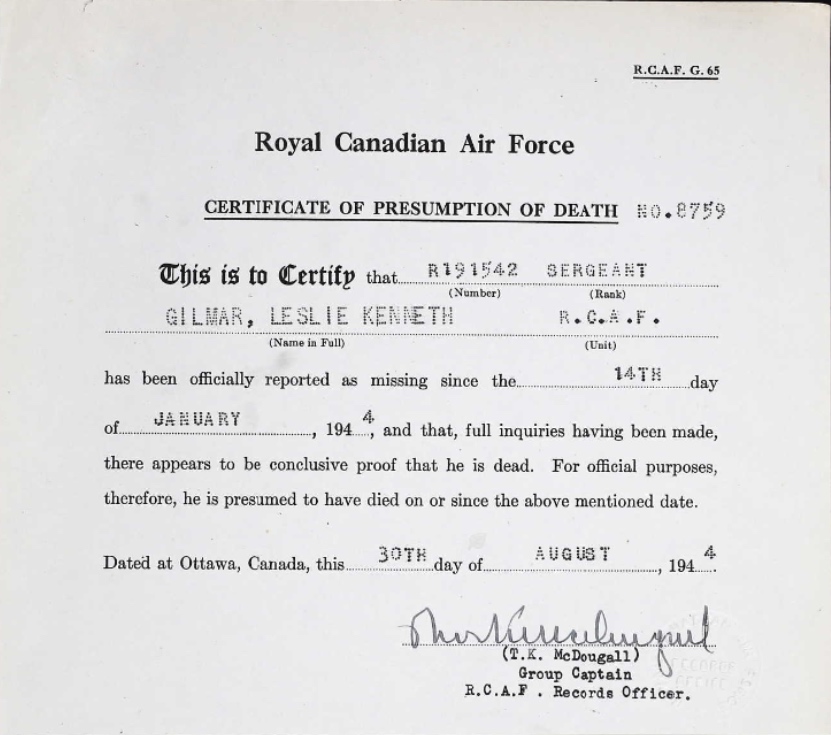 R.C.A.F. G. 65
Royal Canadian Air Force
CERTIFICATE OF PRESUMPTION OF DEATH NO.8759
This is to Certify that R191542 SERGEANT
(Number) (Rank)
GILMAR, LESLIE KENNETH R.C.A.F.
(Name in Full) (Unit)
has been officially reported as missing since the 14TH day
of JANUARY, 194 4, and that, full inquiries having been made,
there appears to be conclusive proof that he is dead. For official purposes,
therefore, he is presumed to have died on or since the above mentioned date.
Dated at Ottawa, Canada, this 30TH day of AUGUST, 194 4.
(T.K. McDougall)
Group Captain
R.C.A.F . Records Officer.